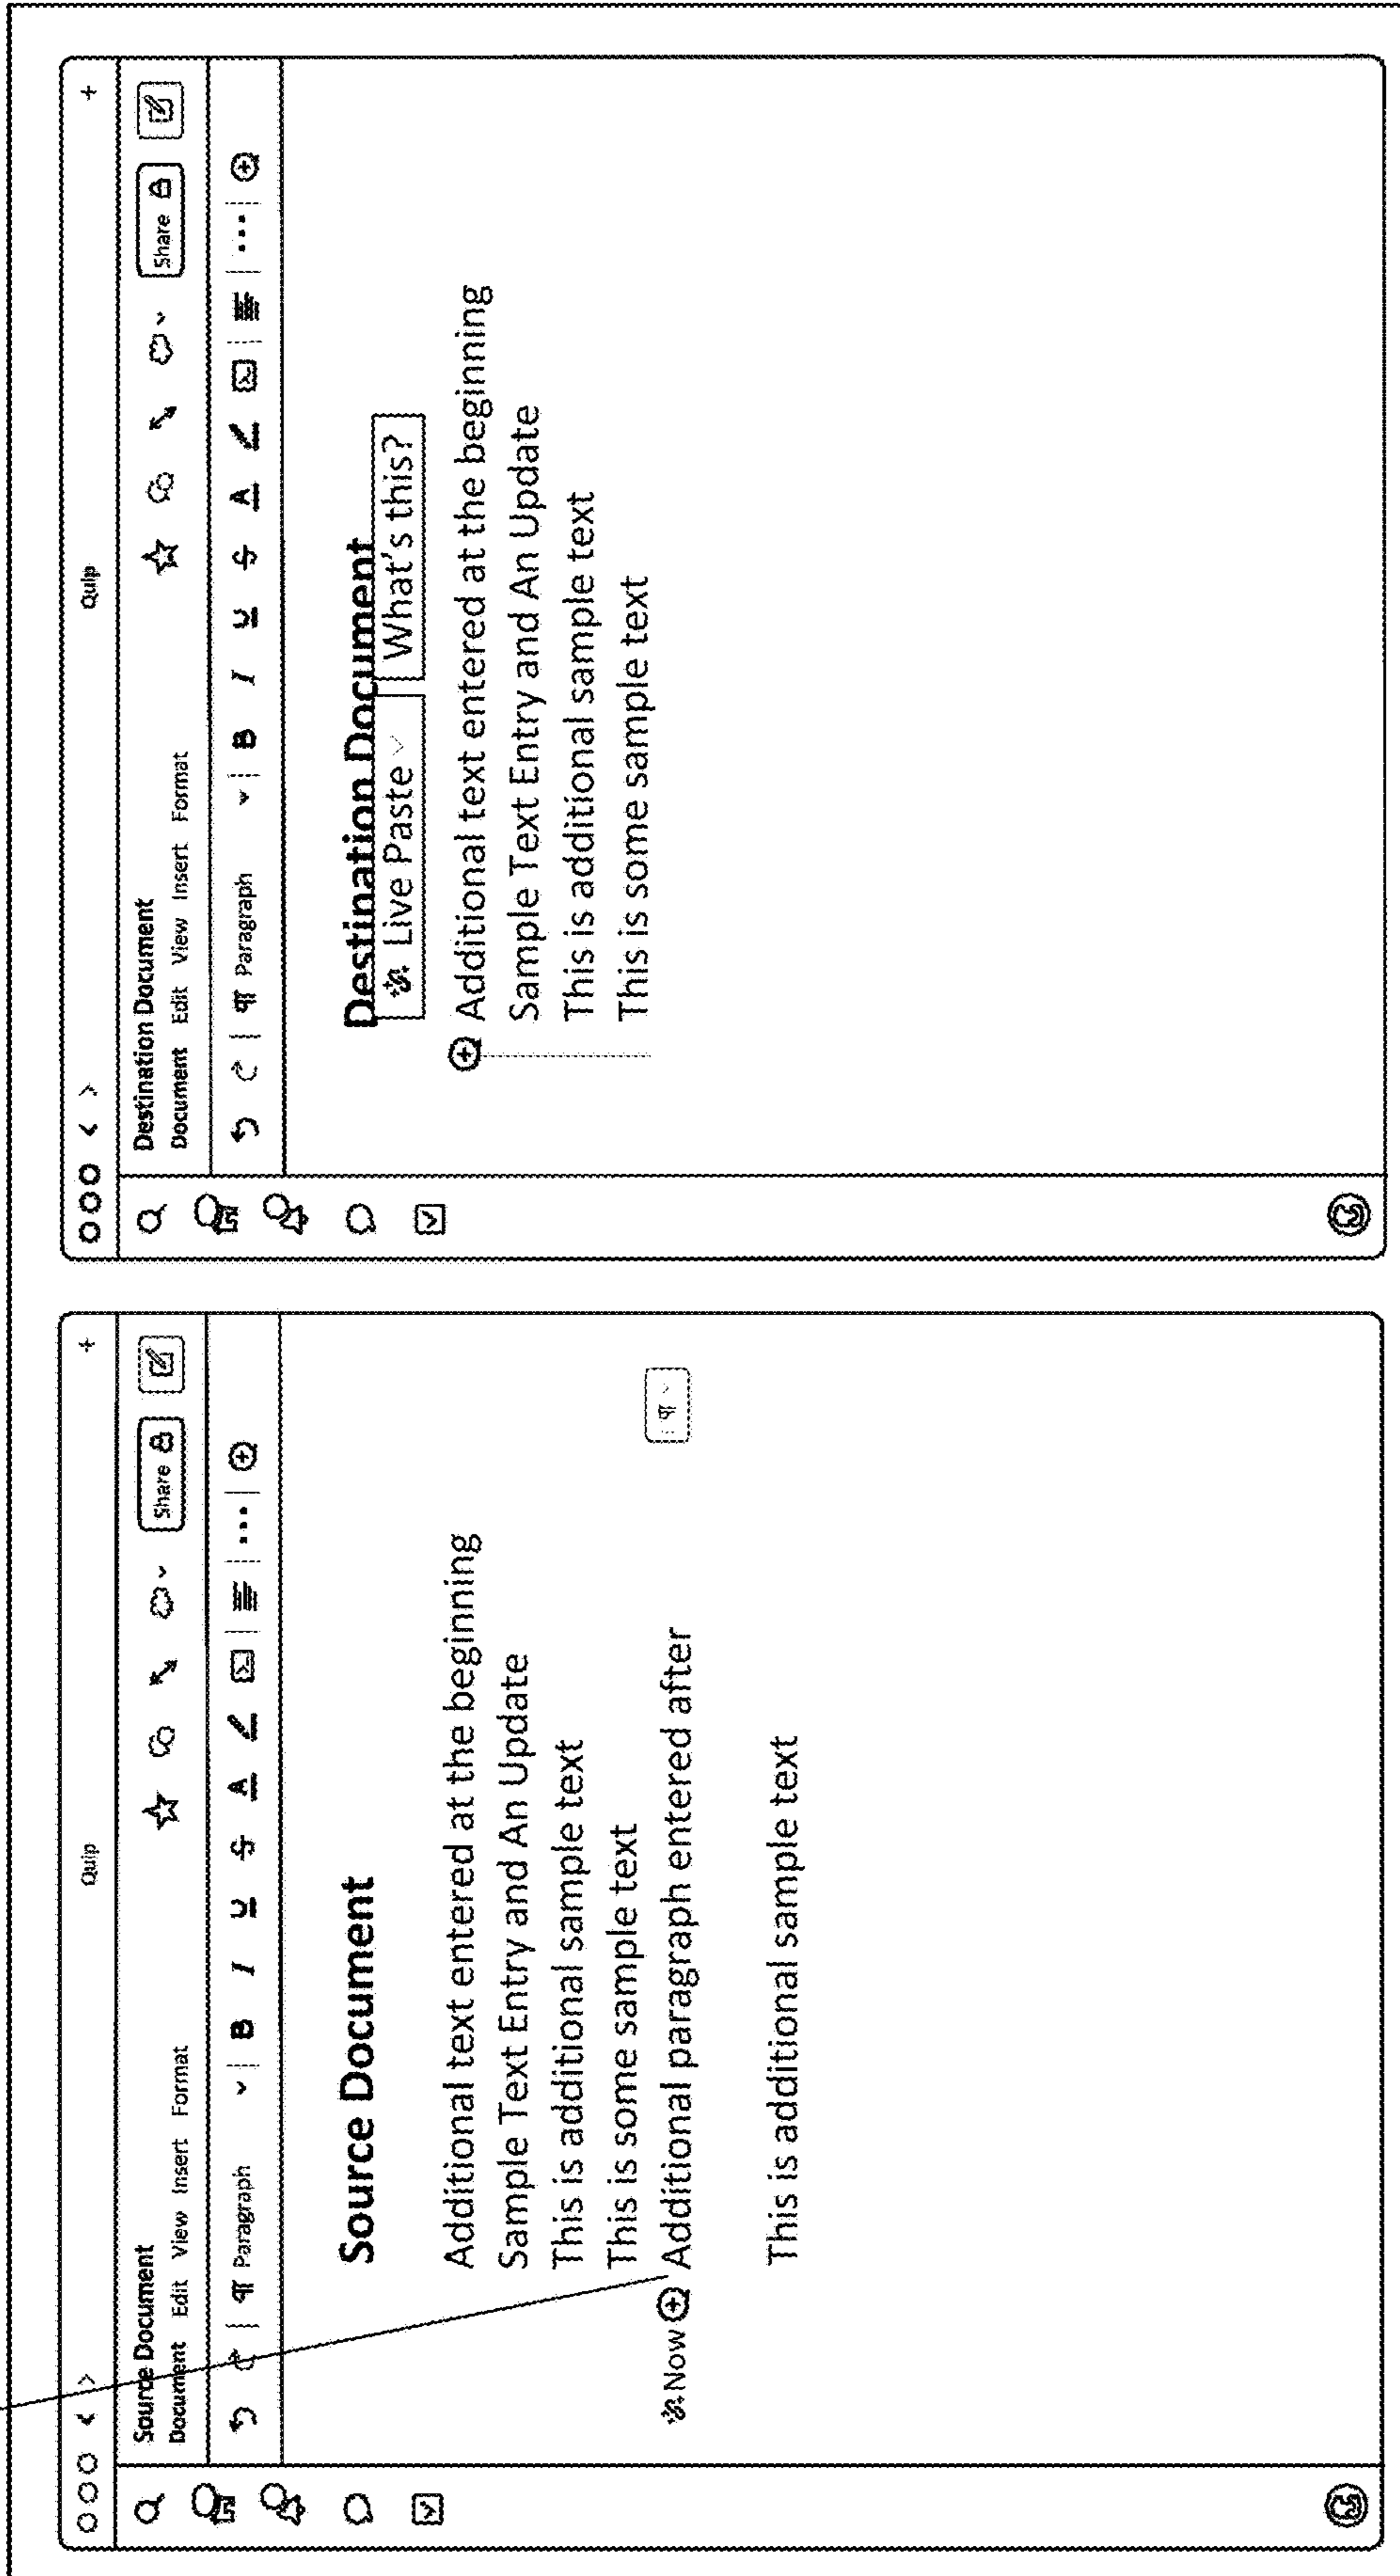 Quip
Source Document
Document Edit View Insert Format
Share
¶ Paragraph
B I U S A
Source Document
Additional text entered at the beginning
Sample Text Entry and An Update
This is additional sample text
This is some sample text
Now Additional paragraph entered after
¶
This is additional sample text
Quip
Destination Document
Document Edit View Insert Format
Share
¶ Paragraph
B I U S A
Destination Document
Live Paste
What's this?
Additional text entered at the beginning
Sample Text Entry and An Update
This is additional sample text
This is some sample text